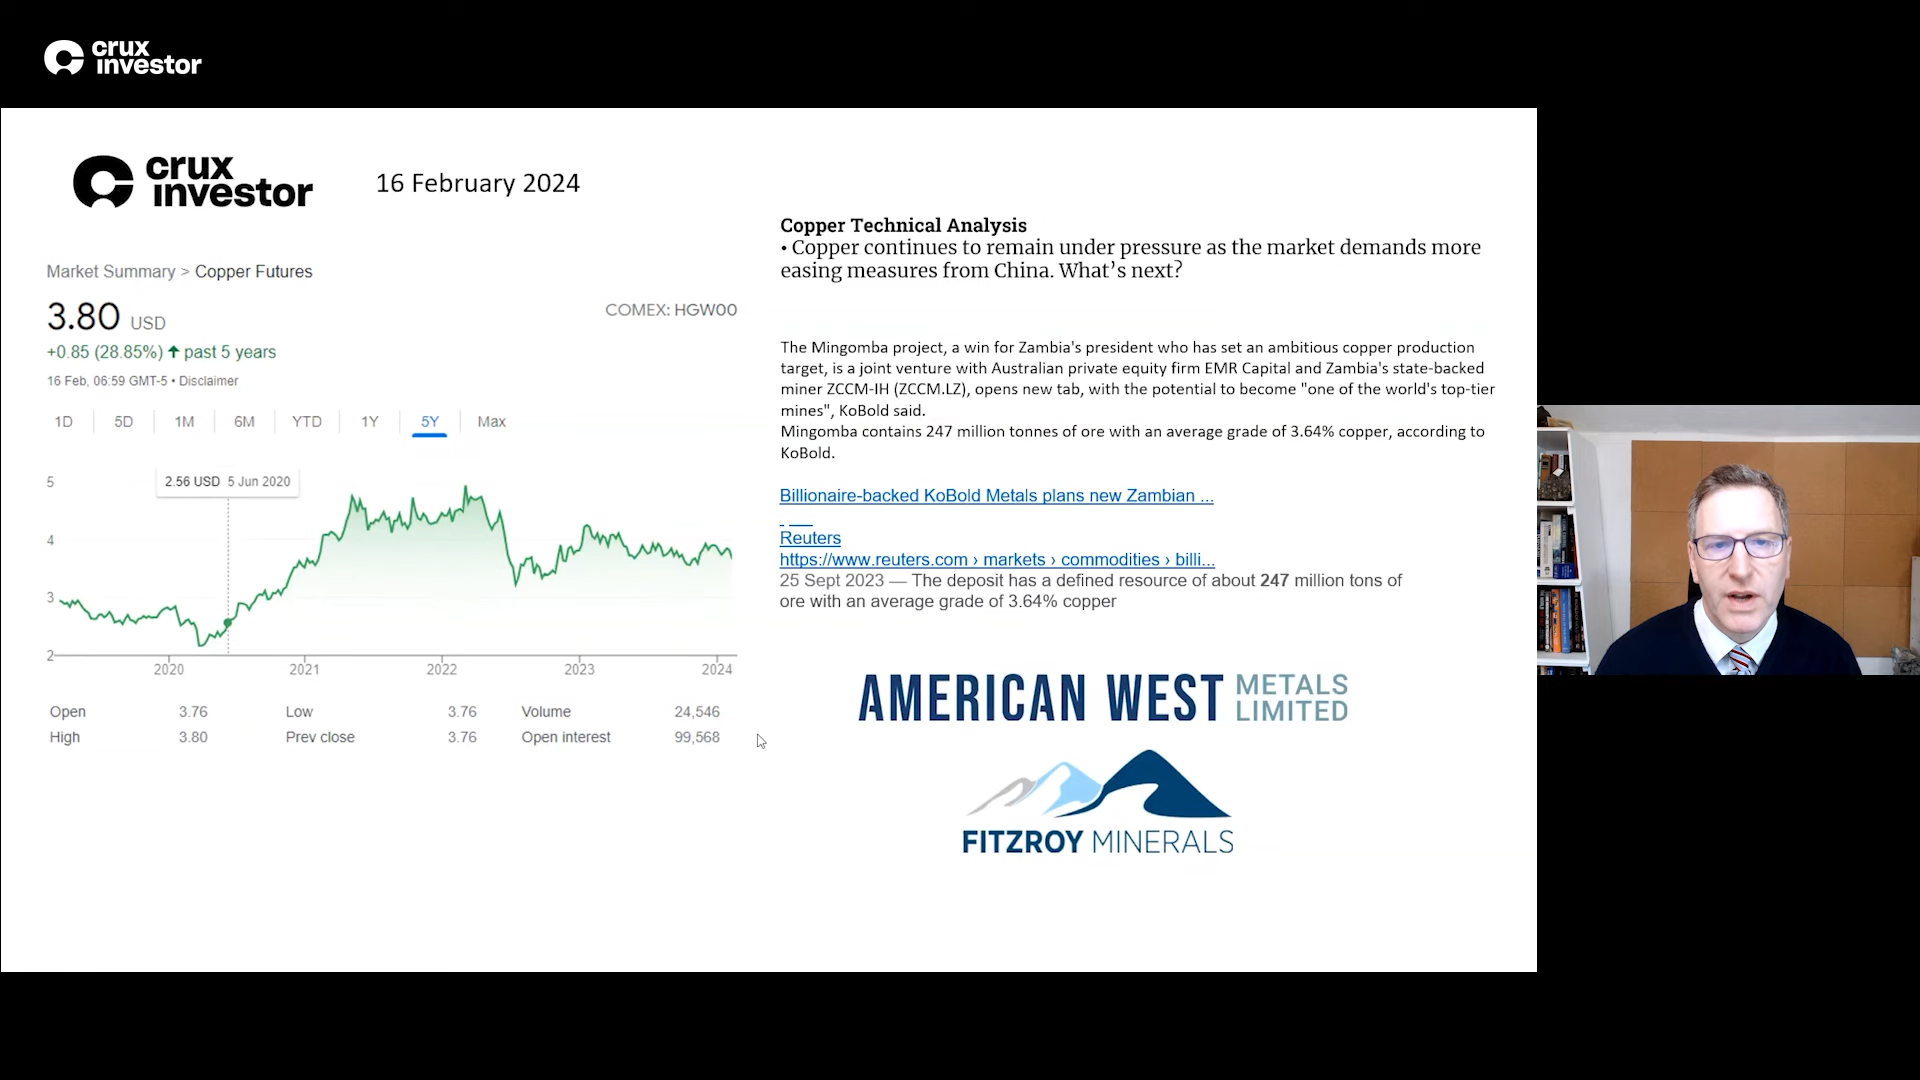 crux
investor
crux
investor
16 February 2024
Market Summary > Copper Futures
3.80 USD
COMEX: HGW00
+0.85 (28.85%) ↑ past 5 years
16 Feb, 06:59 GMT-5 • Disclaimer
1D 5D 1M 6M YTD 1Y 5Y Max
2.56 USD 5 Jun 2020
5
4
3
2
2020 2021 2022 2023 2024
Open 3.76 Low 3.76 Volume 24,546
High 3.80 Prev close 3.76 Open interest 99,568
Copper Technical Analysis
• Copper continues to remain under pressure as the market demands more
easing measures from China. What’s next?
The Mingomba project, a win for Zambia's president who has set an ambitious copper production
target, is a joint venture with Australian private equity firm EMR Capital and Zambia's state-backed
miner ZCCM-IH (ZCCM.LZ), opens new tab, with the potential to become "one of the world's top-tier
mines", KoBold said.
Mingomba contains 247 million tonnes of ore with an average grade of 3.64% copper, according to
KoBold.
Billionaire-backed KoBold Metals plans new Zambian ...
Reuters
https://www.reuters.com › markets › commodities › billi...
25 Sept 2023 — The deposit has a defined resource of about 247 million tons of
ore with an average grade of 3.64% copper
AMERICAN WEST METALS
LIMITED
FITZROY MINERALS